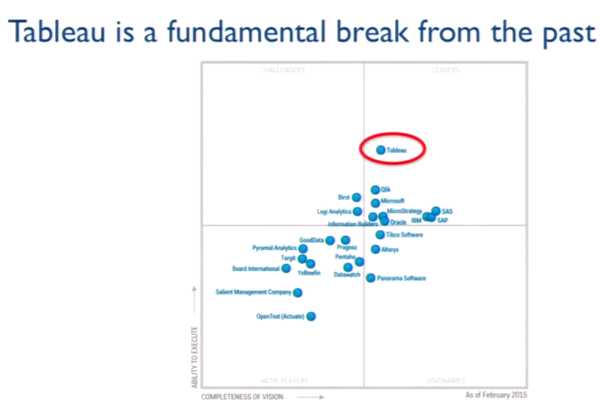 Tableau is a fundamental break from the past
CHALLENGERS
LEADERS
Tableau
Qlik
Birst
Microsoft
Logi Analytics
MicroStrategy
SAS
Information Builders
Oracle
IBM
SAP
Tibco Software
GoodData
Prognoz
Pyramid Analytics
Alteryx
Targit
Pentaho
Board International
Yellowfin
Datawatch
Panorama Software
Salient Management Company
OpenText (Actuate)
ABILITY TO EXECUTE
NICHE PLAYERS
VISIONARIES
COMPLETENESS OF VISION
As of February 2015